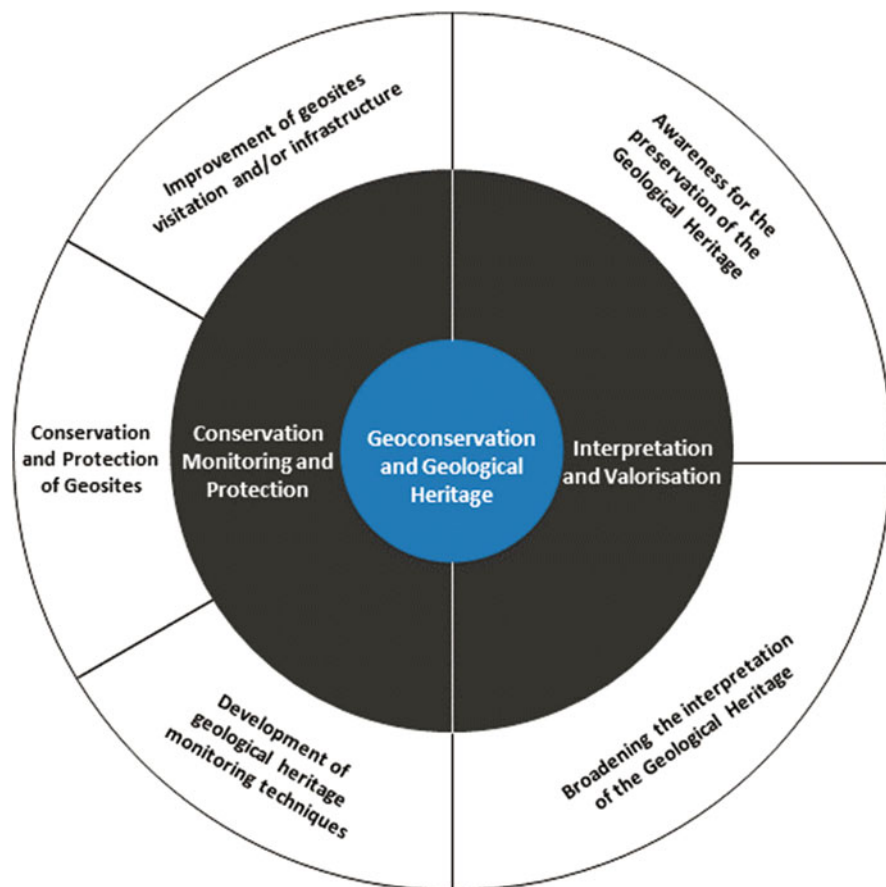 Improvement of geosites
visitation and/or infrastructure
Awareness for the
preservation of the
Geological Heritage
Conservation
and Protection
of Geosites
Conservation
Monitoring and
Protection
Geoconservation
and Geological
Heritage
Interpretation
and Valorisation
Development of
geological heritage
monitoring techniques
Broadening the interpretation
of the Geological Heritage